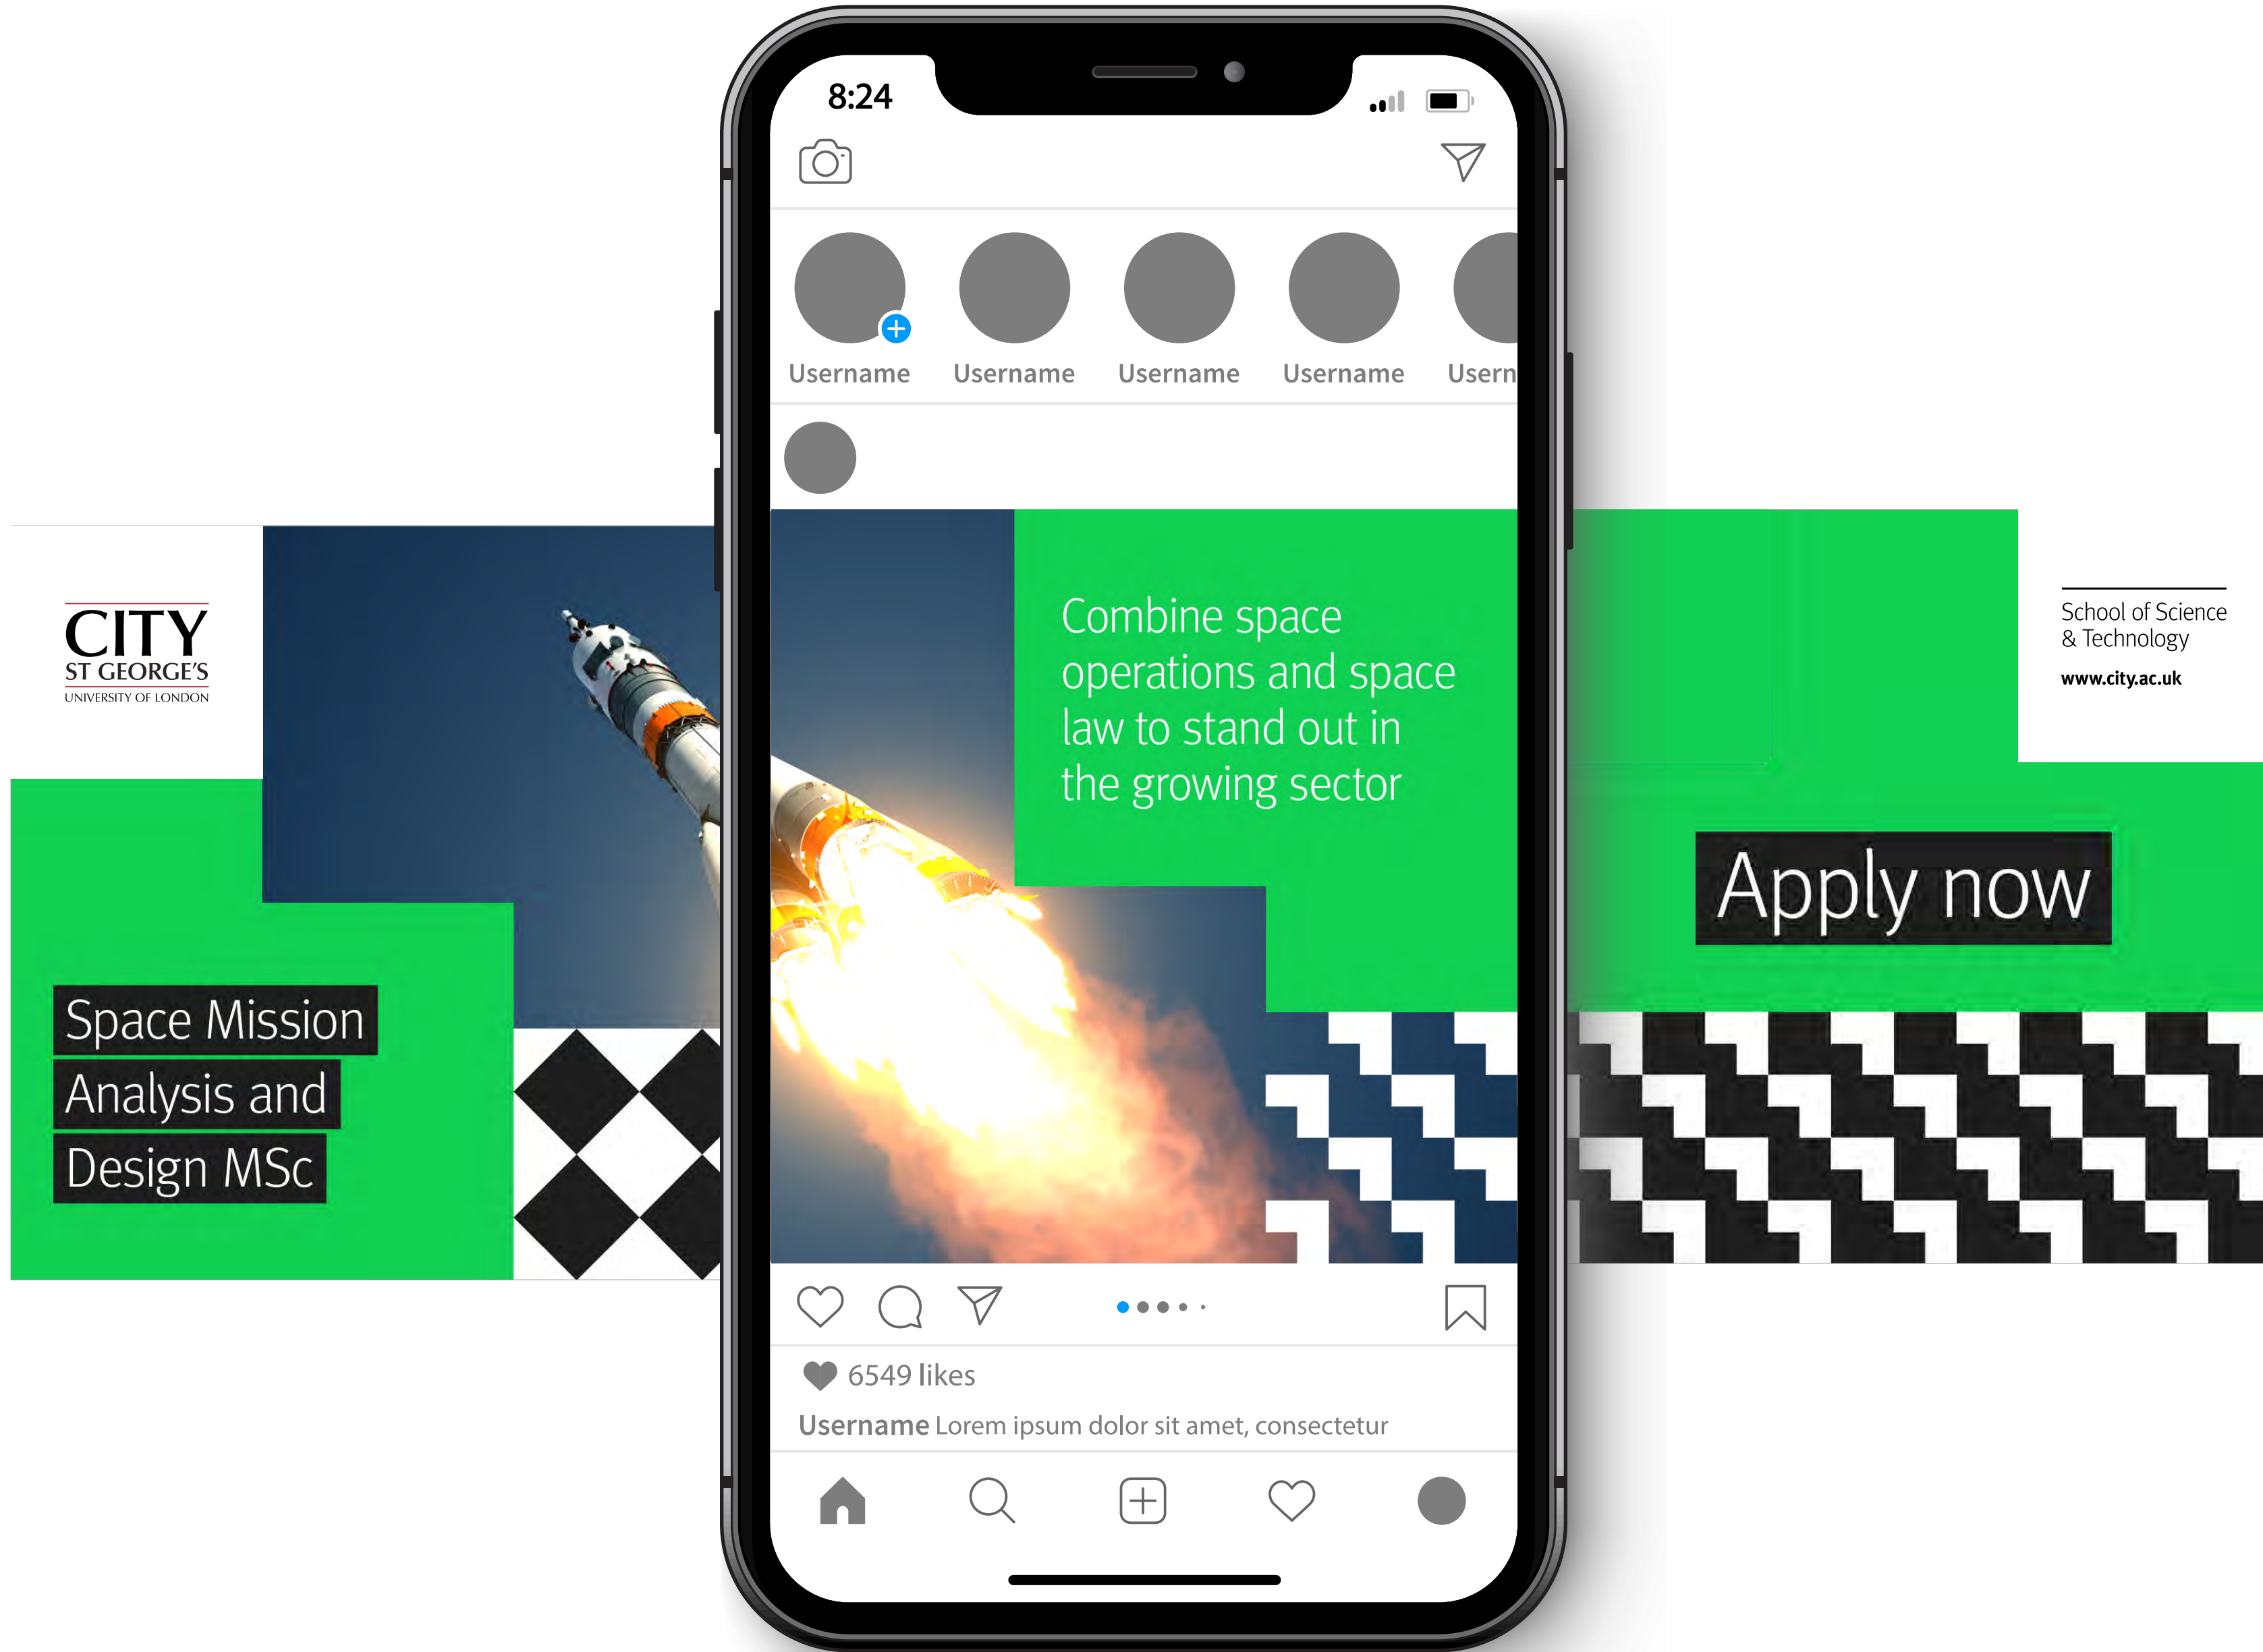 8:24
Username
Username
Username
Username
Usern
CITY
ST GEORGE'S
UNIVERSITY OF LONDON
Space Mission
Analysis and
Design MSc
Combine space
operations and space
law to stand out in
the growing sector
School of Science
& Technology
www.city.ac.uk
Apply now
6549 likes
Username Lorem ipsum dolor sit amet, consectetur